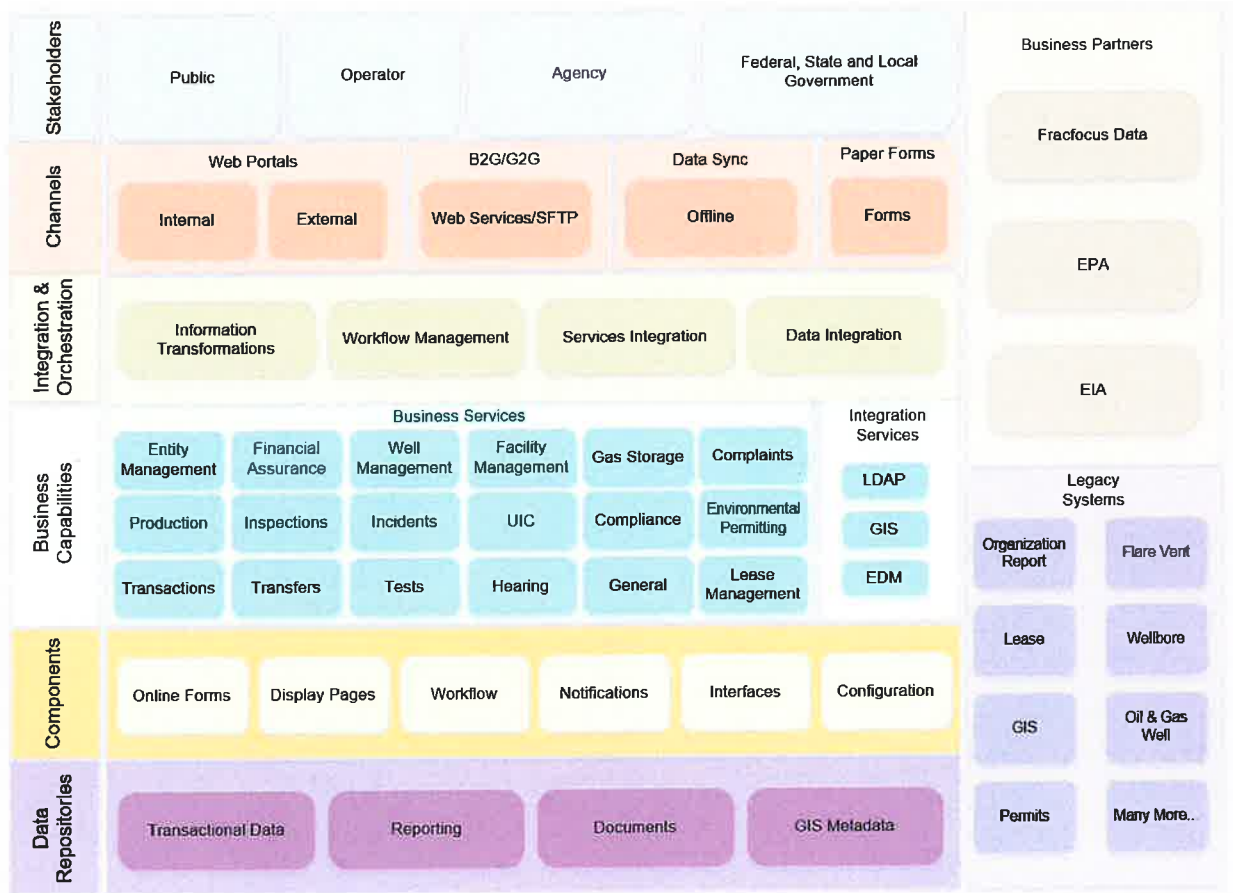 Stakeholders
Public
Operator
Agency
Federal, State and Local
Government
Channels
Web Portals
B2G/G2G
Data Sync
Paper Forms
Internal
External
Web Services/SFTP
Offline
Forms
Integration &
Orchestration
Information
Transformations
Workflow Management
Services Integration
Data Integration
Business
Capabilities
Business Services
Entity
Management
Financial
Assurance
Well
Management
Facility
Management
Gas Storage
Complaints
Production
Inspections
Incidents
UIC
Compliance
Environmental
Permitting
Transactions
Transfers
Tests
Hearing
General
Lease
Management
Integration
Services
LDAP
GIS
EDM
Components
Online Forms
Display Pages
Workflow
Notifications
Interfaces
Configuration
Data
Repositories
Transactional Data
Reporting
Documents
GIS Metadata
Business Partners
Fracfocus Data
EPA
EIA
Legacy
Systems
Organization
Report
Flare Vent
Lease
Wellbore
GIS
Oil & Gas
Well
Permits
Many More..